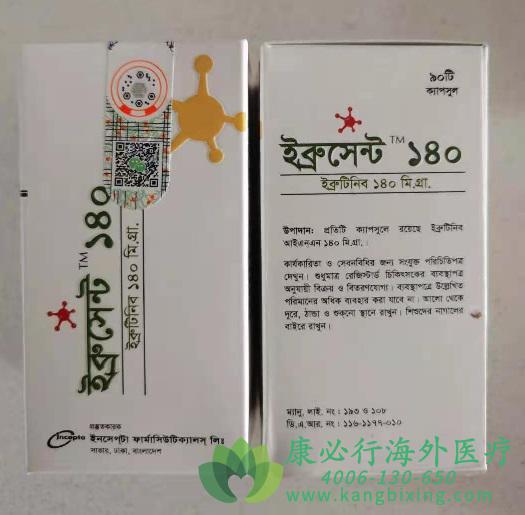 ইব্রুসেন্ট™ ১৪০
ইব্রুটিনিব ১৪০ মি.গ্রা.
প্রস্তুতকারক
Incepta ইনসেপ্টা ফার্মাসিউটিক্যালস্ লিঃ
সাভার, ঢাকা, বাংলাদেশ
৯০টি
ক্যাপসুল
ইব্রুসেন্ট™ ১৪০
ইব্রুটিনিব ১৪০ মি.গ্রা.
উপাদান: প্রতিটি ক্যাপসুলে রয়েছে ইব্রুটিনিব
আইএনএন ১৪০ মি.গ্রা.।
কার্যকারিতা ও সেবনবিধির জন্য সংযুক্ত পরিচিতিপত্র
দেখুন। শুধুমাত্র রেজিস্টার্ড চিকিৎসকের ব্যবস্থাপত্র
অনুযায়ী বিক্রয় ও বিতরণযোগ্য। ব্যবস্থাপত্রে উল্লেখিত
পরিমানের অধিক ব্যবহার করা যাবে না। আলো থেকে
দূরে, ঠান্ডা ও শুকনো স্থানে রাখুন। শিশুদের নাগালের
বাইরে রাখুন।
ম্যানু. লাই. নং : ১৯৩ ও ১০৮
ডি.এ.আর. নং : ১১৬-১১৭৭-০১০
康必行海外医疗
4006-130-650
www.kangbixing.com